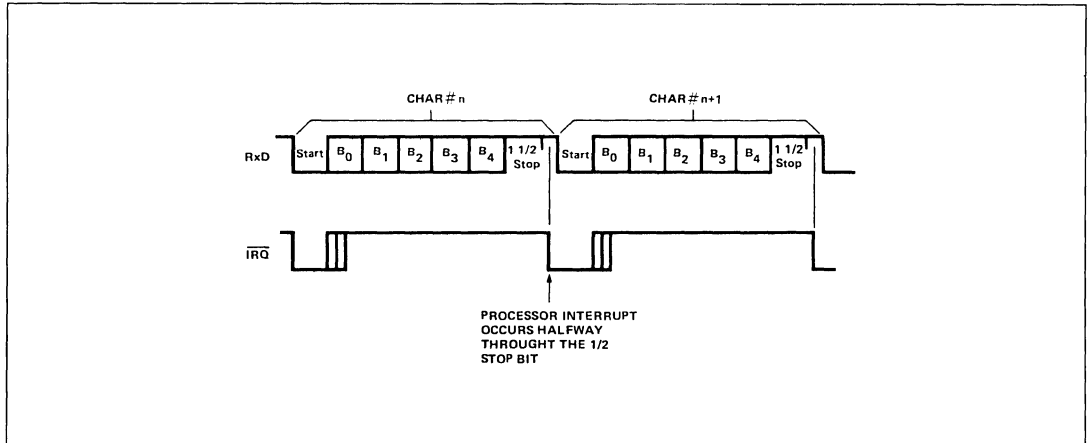 CHAR#n CHAR#n+1
RxD Start B0 B1 B2 B3 B4 1 1/2 Stop Start B0 B1 B2 B3 B4 1 1/2 Stop
IRQ
PROCESSOR INTERRUPT
OCCURS HALFWAY
THROUGHT THE 1/2
STOP BIT